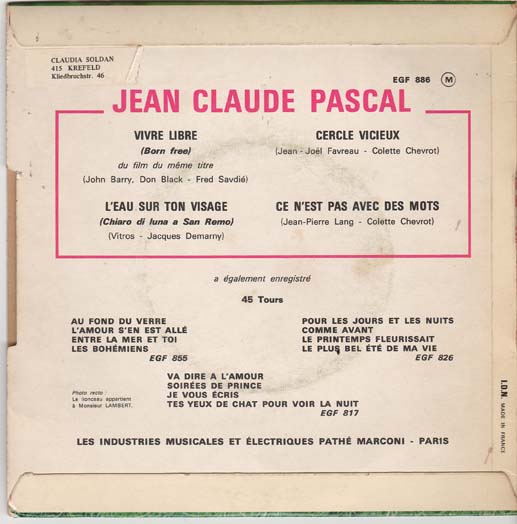 CLAUDIA SOLDAN
415 KREFELD
Kliedbruchstr. 46
EGF 886 M
JEAN CLAUDE PASCAL
VIVRE LIBRE
(Born free)
du film du même titre
(John Barry, Don Black - Fred Savdié)
L'EAU SUR TON VISAGE
(Chiaro di luna a San Remo)
(Vitros - Jacques Demarny)
CERCLE VICIEUX
(Jean-Joël Favreau - Colette Chevrot)
CE N'EST PAS AVEC DES MOTS
(Jean-Pierre Lang - Colette Chevrot)
a également enregistré
45 Tours
AU FOND DU VERRE
L'AMOUR S'EN EST ALLÉ
ENTRE LA MER ET TOI
LES BOHÉMIENS
EGF 855
POUR LES JOURS ET LES NUITS
COMME AVANT
LE PRINTEMPS FLEURISSAIT
LE PLUS BEL ÉTÉ DE MA VIE
EGF 826
VA DIRE A L'AMOUR
SOIRÉES DE PRINCE
JE VOUS ÉCRIS
TES YEUX DE CHAT POUR VOIR LA NUIT
EGF 817
Photo recto :
Le lionceau appartient
à Monsieur LAMBERT.
LES INDUSTRIES MUSICALES ET ÉLECTRIQUES PATHÉ MARCONI - PARIS
I.D.N. MADE IN FRANCE